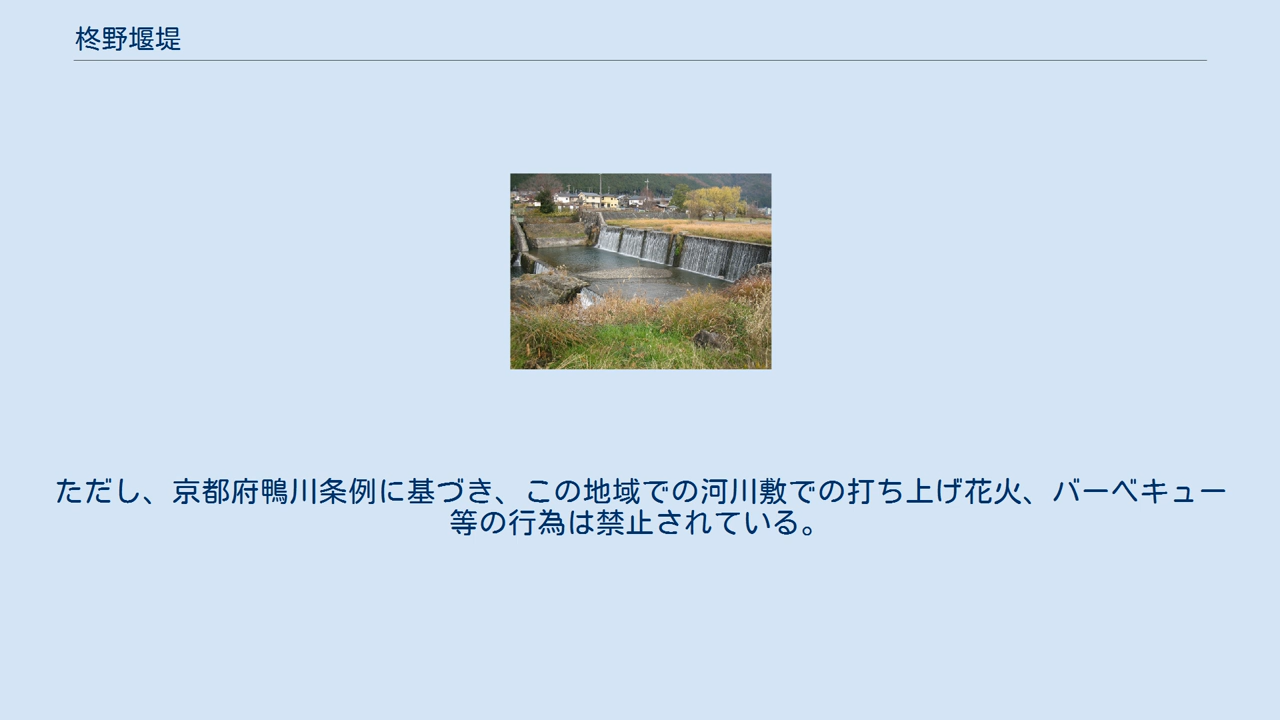 柊野堰堤
ただし、京都府鴨川条例に基づき、この地域での河川敷での打ち上げ花火、バーベキュー
等の行為は禁止されている。